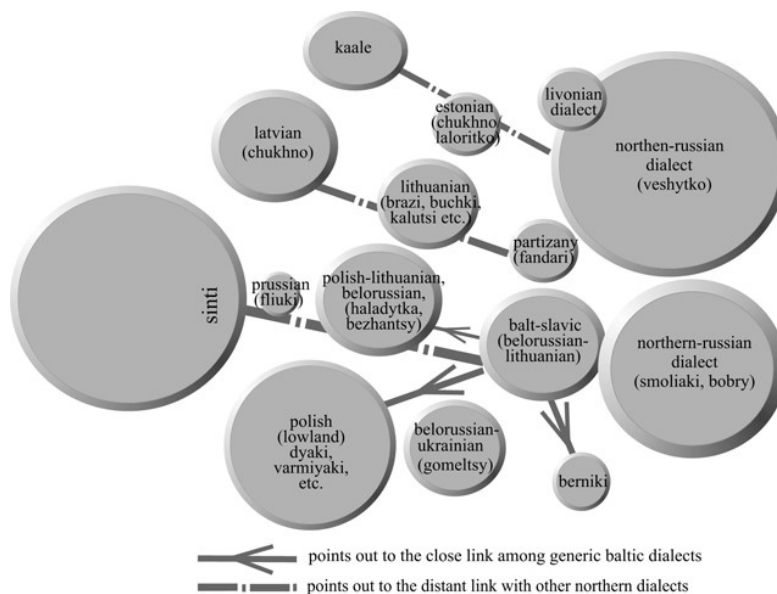 kaale
livonian
dialect
estonian
(chukhno
laloritko)
latvian
(chukhno)
northen-russian
dialect
(veshytko)
lithuanian
(brazi, buchki,
kalutsi etc.)
partizany
(fandari)
sinti
prussian
(fliuki)
polish-lithuanian,
belorussian,
(haladytka,
bezhantsy)
balt-slavic
(belorussian-
lithuanian)
northern-russian
dialect
(smoliaki, bobry)
polish
(lowland)
dyaki,
varmiyaki,
etc.
belorussian-
ukrainian
(gomeltsy)
berniki
points out to the close link among generic baltic dialects
points out to the distant link with other northern dialects